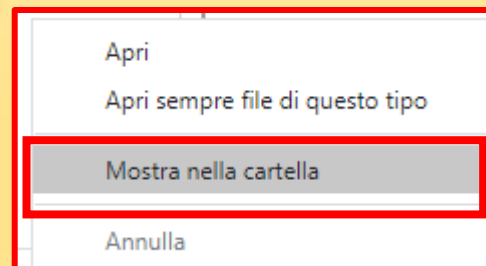 Apri
Apri sempre file di questo tipo
Mostra nella cartella
Annulla